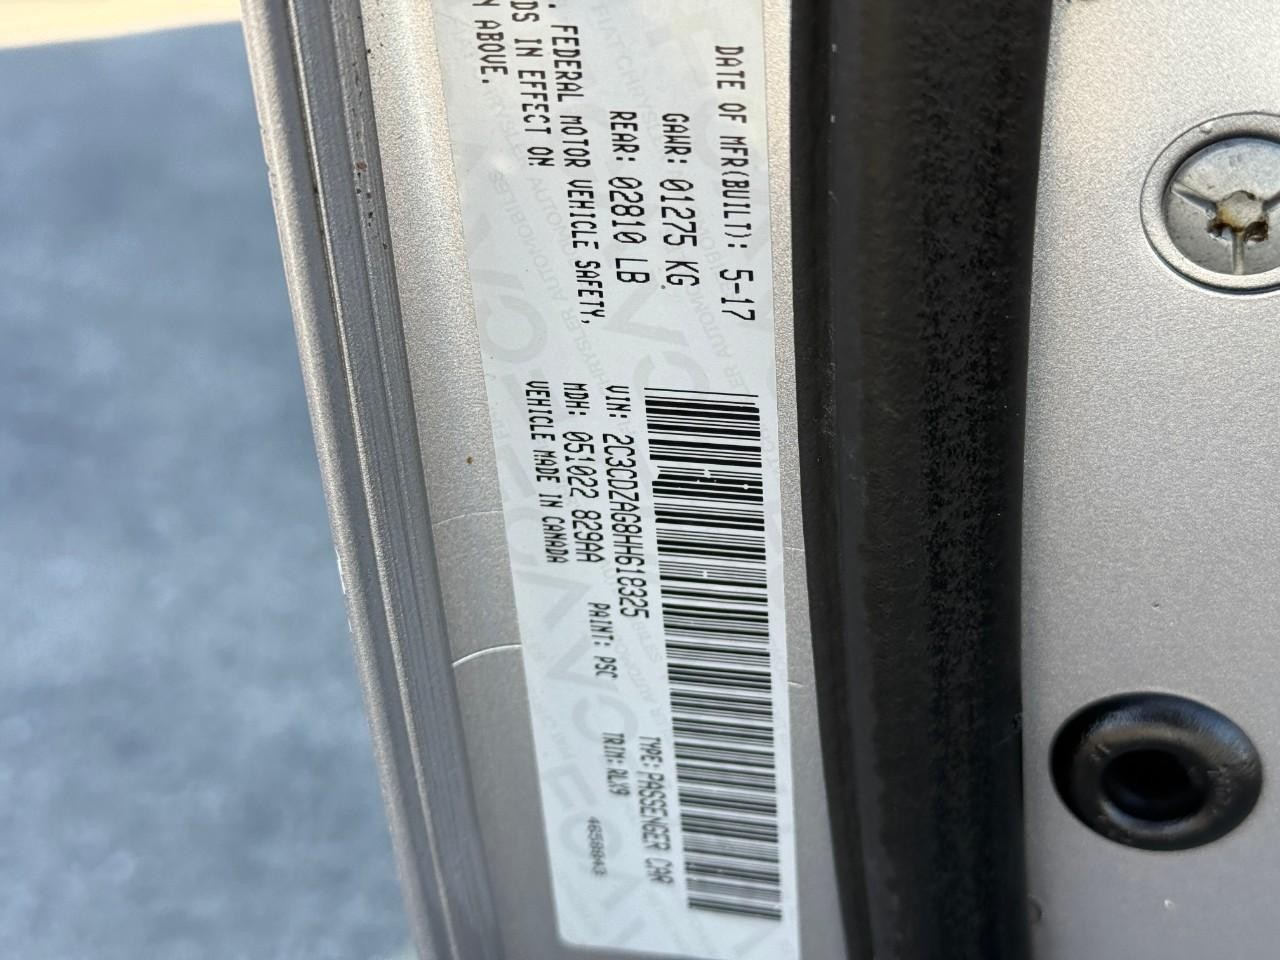 DATE OF MFR(BUILT): 5-17
GAWR: 01275 KG
REAR: 02810 LB
. FEDERAL MOTOR VEHICLE SAFETY,
DS IN EFFECT ON
ABOVE.
VIN: 2C3CDZAG8HH618325
TYPE: PASSENGER CAR
MDH: 051022 829AA
PAINT: PSC
TRIM: RLX9
VEHICLE MADE IN CANADA